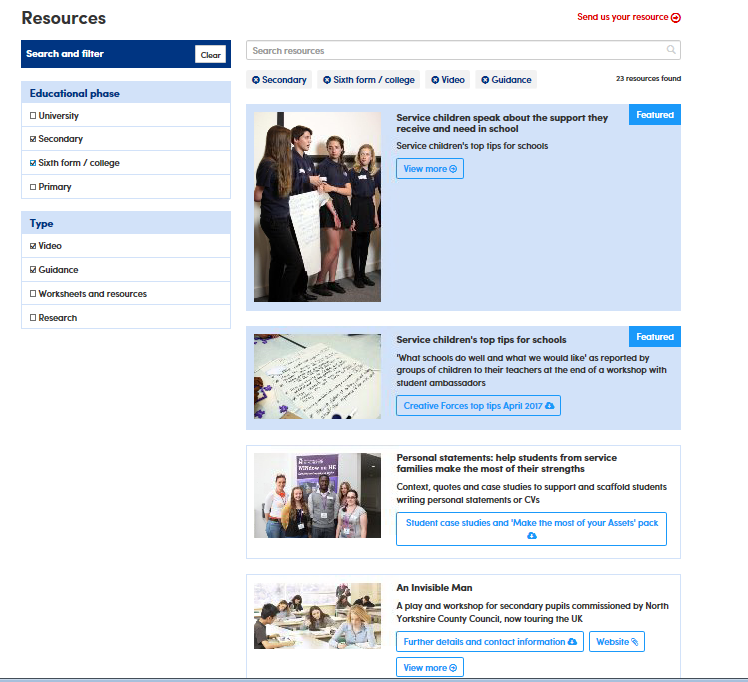 Resources
Send us your resource
Search and filter
Clear
Search resources
Secondary
Sixth form / college
Video
Guidance
23 resources found
Educational phase
University
Secondary
Sixth form / college
Primary
Type
Video
Guidance
Worksheets and resources
Research
Service children speak about the support they
receive and need in school
Featured
Service children's top tips for schools
View more
Service children's top tips for schools
Featured
'What schools do well and what we would like' as reported by
groups of children to their teachers at the end of a workshop with
student ambassadors
Creative Forces top tips April 2017
Personal statements: help students from service
families make the most of their strengths
Context, quotes and case studies to support and scaffold students
writing personal statements or CVs
Student case studies and 'Make the most of your Assets' pack
An Invisible Man
A play and workshop for secondary pupils commissioned by North
Yorkshire County Council, now touring the UK
Further details and contact information
Website
View more